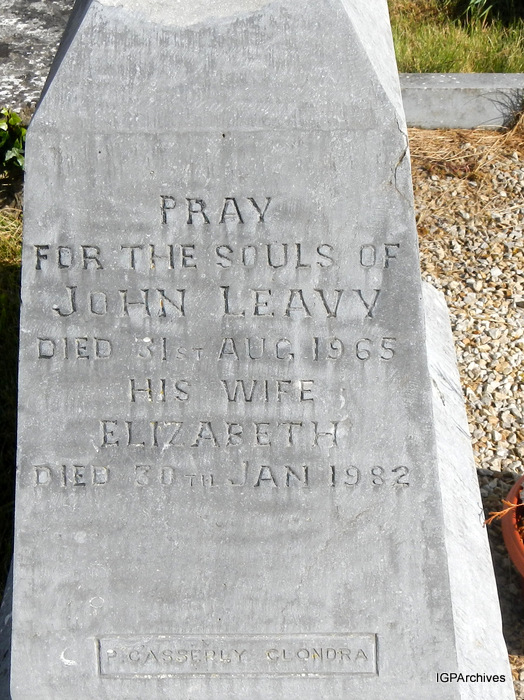 PRAY
FOR THE SOULS OF
JOHN LEAVY
DIED 31ST AUG, 1965
HIS WIFE
ELIZABETH
DIED 30TH JAN 1982
P. CASSERLY CLONDRA
IGPArchives